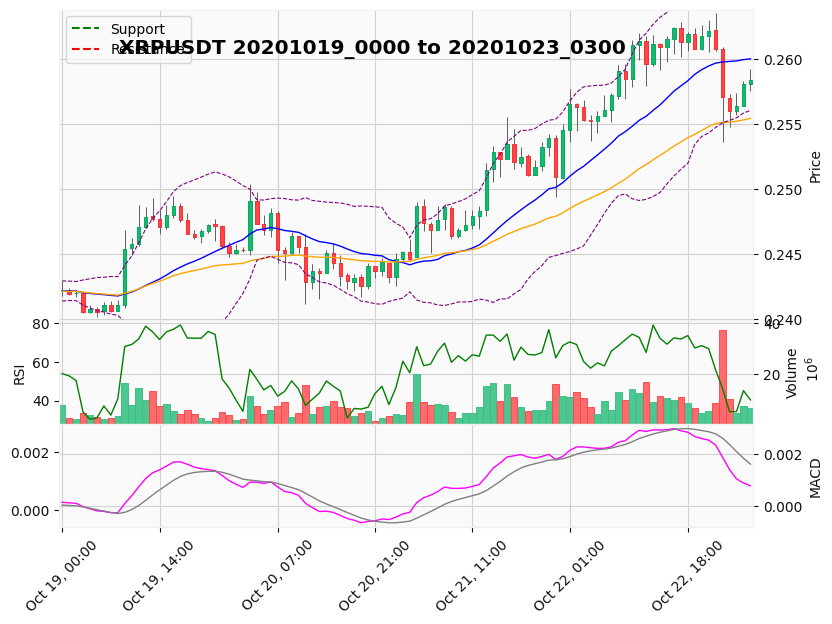 XRPUSDT 20201019_0000 to 20201023_0300
Support
Resistance
0.260
0.255
0.250
0.245
0.240
Price
80
60
40
RSI
40
20
Volume
10^6
0.002
0.000
0.002
0.000
MACD
Oct 19, 00:00
Oct 19, 14:00
Oct 20, 07:00
Oct 20, 21:00
Oct 21, 11:00
Oct 22, 01:00
Oct 22, 18:00